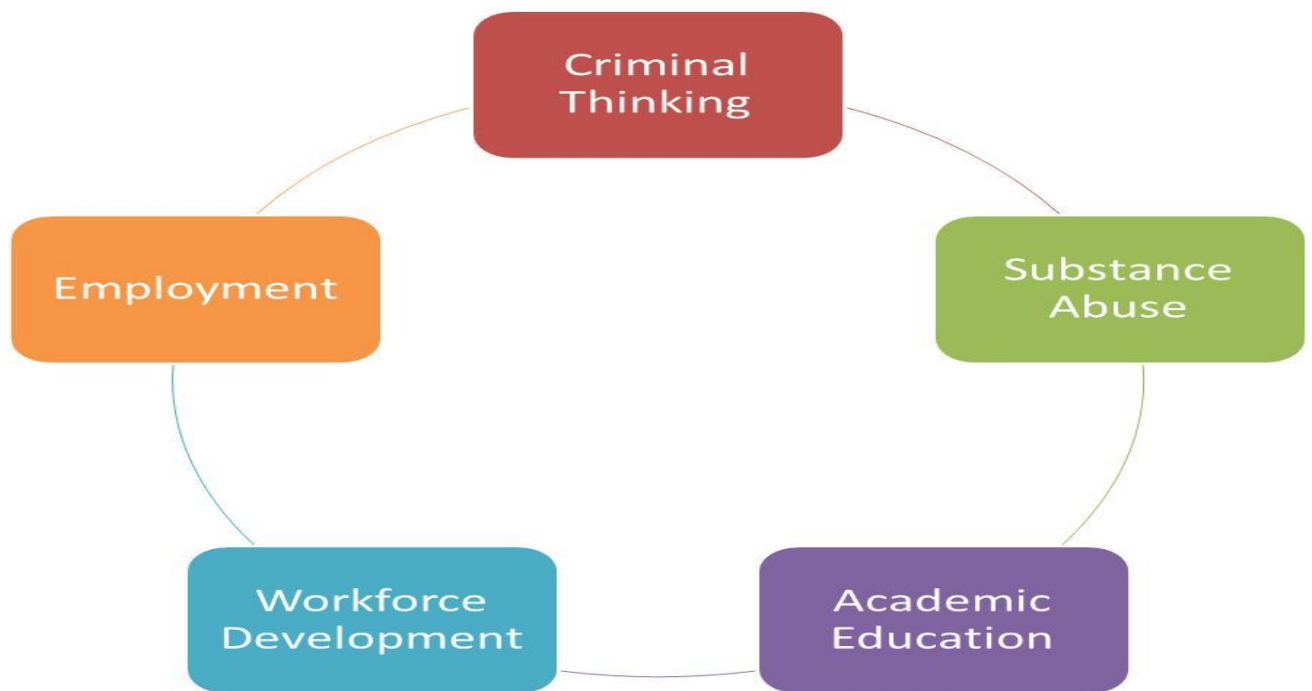 Criminal
Thinking
Substance
Abuse
Academic
Education
Workforce
Development
Employment